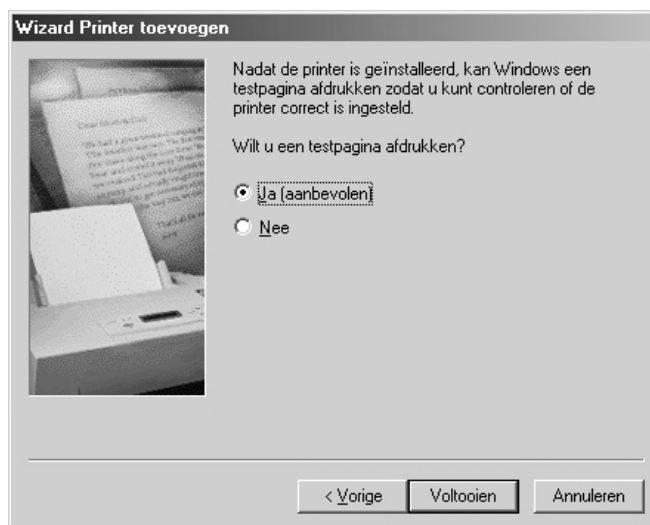 Wizard Printer toevoegen
Nadat de printer is geïnstalleerd, kan Windows een
testpagina afdrukken zodat u kunt controleren of de
printer correct is ingesteld.
Wilt u een testpagina afdrukken?
Ja (aanbevolen)
Nee
< Vorige
Voltooien
Annuleren